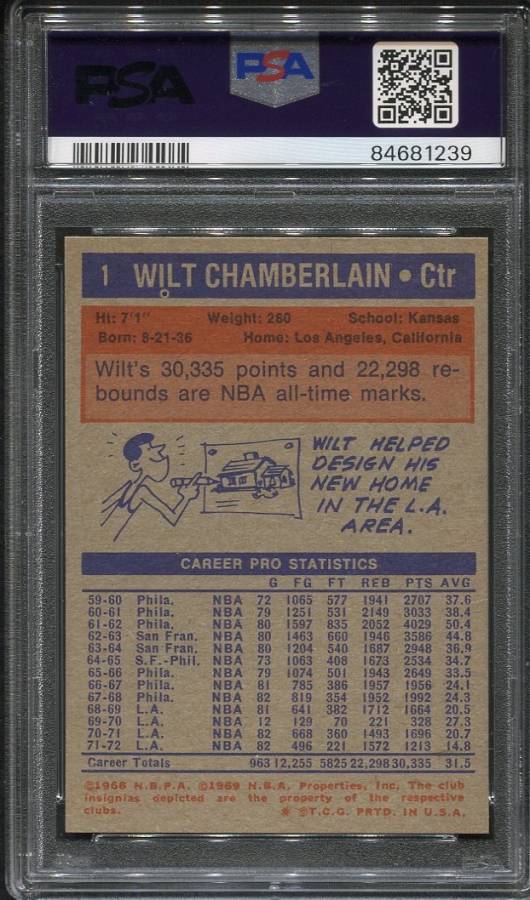 PSA PSA
84681239
1 WILT CHAMBERLAIN • Ctr
Ht: 7'1" Weight: 260 School: Kansas
Born: 8-21-36 Home: Los Angeles, California
Wilt's 30,335 points and 22,298 re-
bounds are NBA all-time marks.
WILT HELPED
DESIGN HIS
NEW HOME
IN THE L.A.
AREA.
CAREER PRO STATISTICS
G FG FT REB PTS AVG
59-60 Phila. NBA 72 1065 577 1941 2707 37.6
60-61 Phila. NBA 79 1251 531 2149 3033 38.4
61-62 Phila. NBA 80 1597 835 2052 4029 50.4
62-63 San Fran. NBA 80 1463 660 1946 3586 44.8
63-64 San Fran. NBA 80 1204 540 1687 2948 36.9
64-65 S.F.-Phil. NBA 73 1063 408 1673 2534 34.7
65-66 Phila. NBA 79 1074 501 1943 2649 33.5
66-67 Phila. NBA 81 785 386 1957 1956 24.1
67-68 Phila. NBA 82 819 354 1952 1992 24.3
68-69 L.A. NBA 81 641 382 1712 1664 20.5
69-70 L.A. NBA 12 129 70 221 328 27.3
70-71 L.A. NBA 82 668 360 1493 1696 20.7
71-72 L.A. NBA 82 496 221 1572 1213 14.8
Career Totals 963 12,255 5825 22,298 30,335 31.5
©1966 N.B.P.A. ©1969 N.B.A. Properties, Inc. The club
insignias depicted are the property of the respective
clubs. * ©T.C.G. PRTD. IN U.S.A.